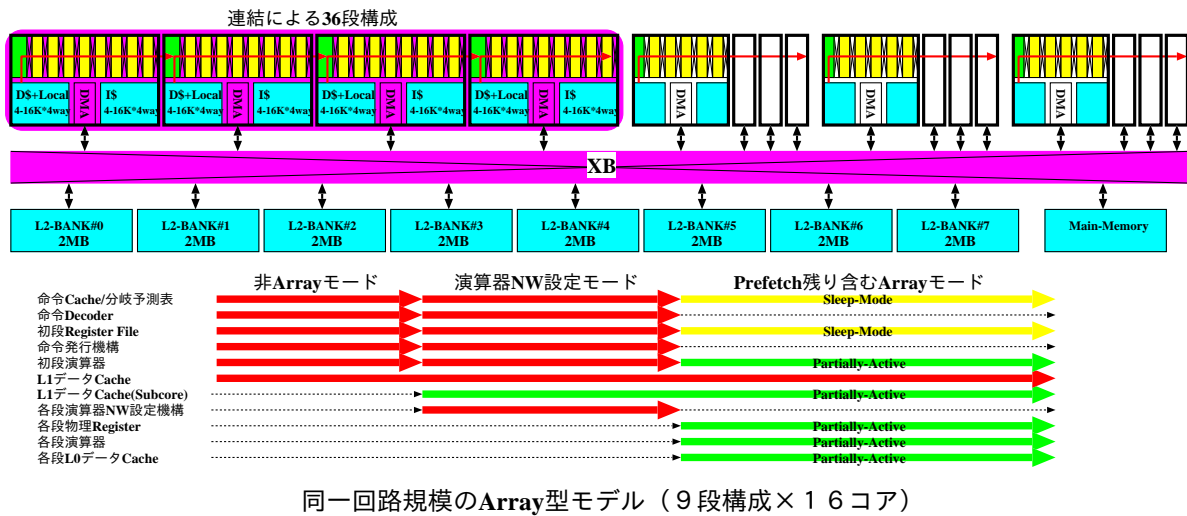 連結による36段構成
D$+Local I$ D$+Local I$ D$+Local I$ D$+Local I$
4-16K*4way 4-16K*4way 4-16K*4way 4-16K*4way 4-16K*4way 4-16K*4way 4-16K*4way 4-16K*4way
DMA DMA DMA DMA DMA DMA DMA
XB
L2-BANK#0 L2-BANK#1 L2-BANK#2 L2-BANK#3 L2-BANK#4 L2-BANK#5 L2-BANK#6 L2-BANK#7 Main-Memory
2MB 2MB 2MB 2MB 2MB 2MB 2MB 2MB
非Arrayモード 演算器NW設定モード Prefetch残り含むArrayモード
命令Cache/分岐予測表 Sleep-Mode
命令Decoder
初段Register File Sleep-Mode
命令発行機構
初段演算器 Partially-Active
L1データCache
L1データCache(Subcore) Partially-Active
各段演算器NW設定機構
各段物理Register Partially-Active
各段演算器 Partially-Active
各段L0データCache Partially-Active
同一回路規模のArray型モデル（９段構成×１６コア）